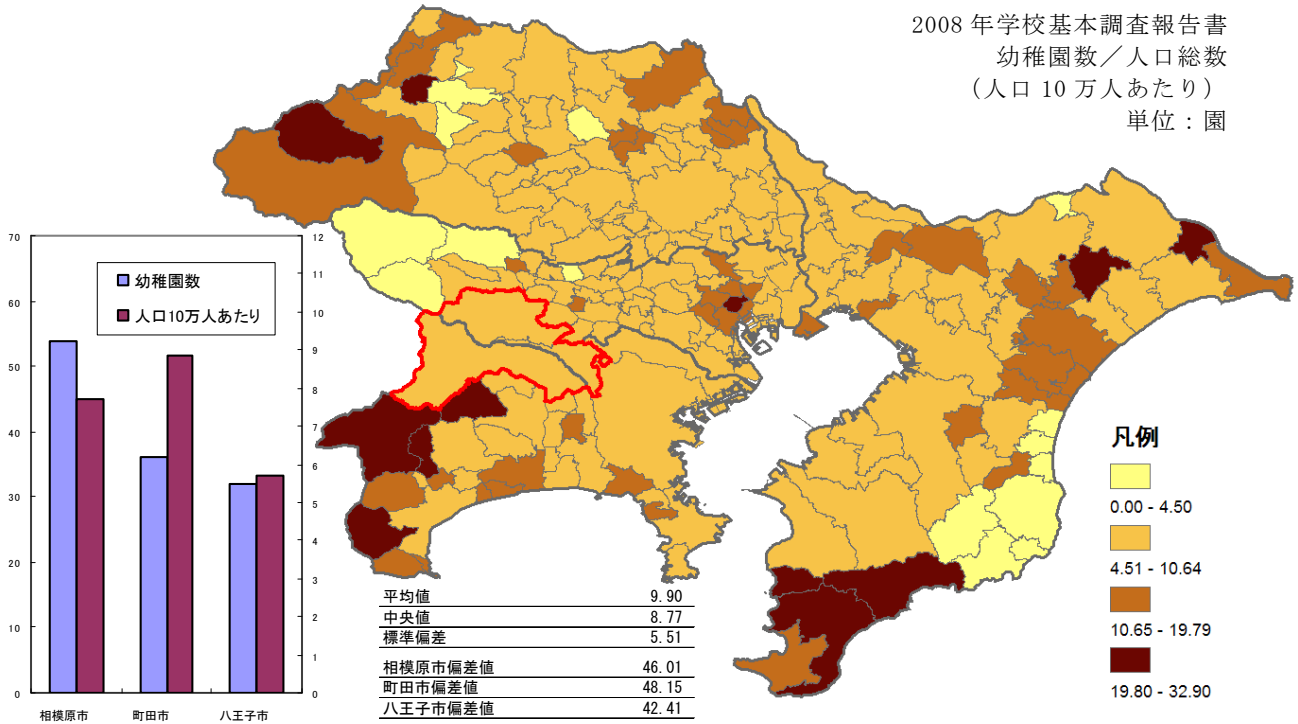 2008 年学校基本調査報告書
幼稚園数／人口総数
（人口 10 万人あたり）
単位：園
70
60
50
40
30
20
10
0
幼稚園数
人口10万人あたり
12
11
10
9
8
7
6
5
4
3
2
1
0
相模原市 町田市 八王子市
平均値 9.90
中央値 8.77
標準偏差 5.51
相模原市偏差値 46.01
町田市偏差値 48.15
八王子市偏差値 42.41
凡例
0.00 - 4.50
4.51 - 10.64
10.65 - 19.79
19.80 - 32.90